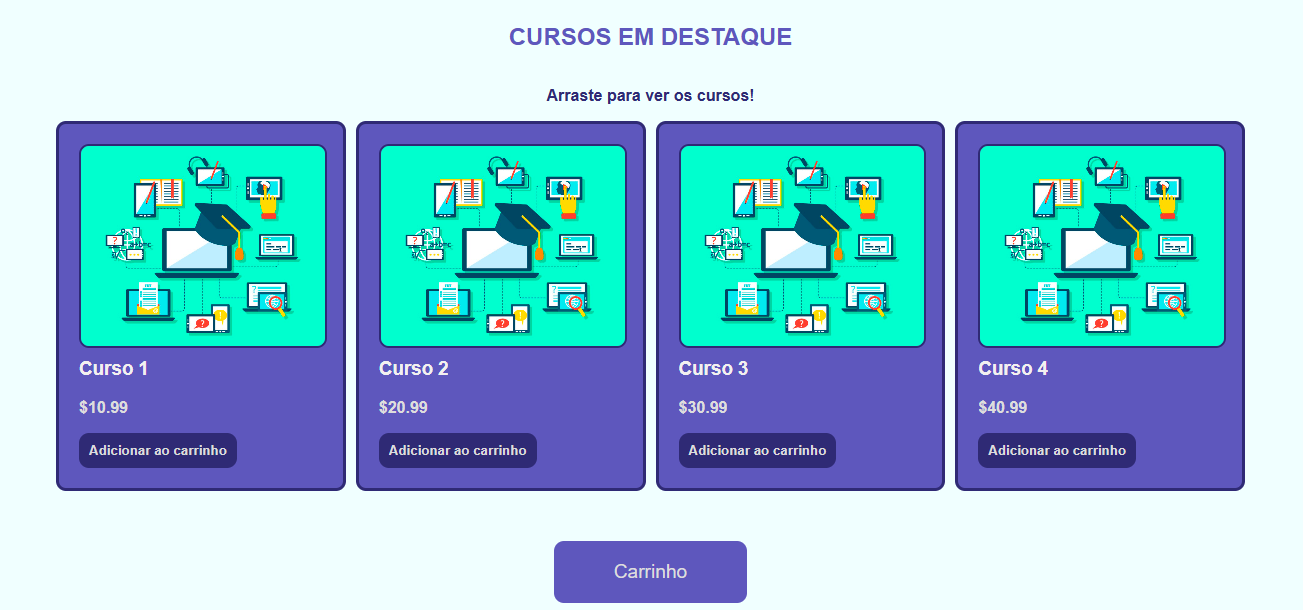 CURSOS EM DESTAQUE
Arraste para ver os cursos!
Curso 1
$10.99
Adicionar ao carrinho
Curso 2
$20.99
Adicionar ao carrinho
Curso 3
$30.99
Adicionar ao carrinho
Curso 4
$40.99
Adicionar ao carrinho
Carrinho